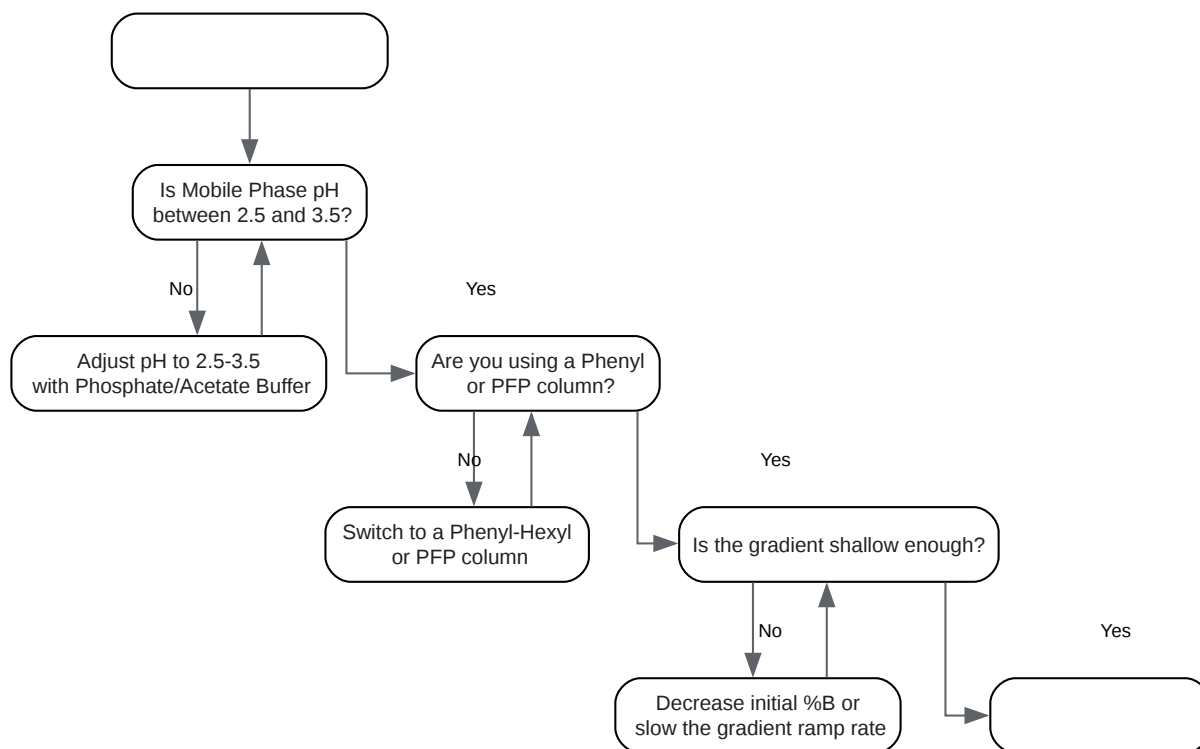 Is Mobile Phase pH
between 2.5 and 3.5?
No
Yes
Adjust pH to 2.5-3.5
with Phosphate/Acetate Buffer
Are you using a Phenyl
or PFP column?
No
Yes
Switch to a Phenyl-Hexyl
or PFP column
Is the gradient shallow enough?
No
Yes
Decrease initial %B or
slow the gradient ramp rate